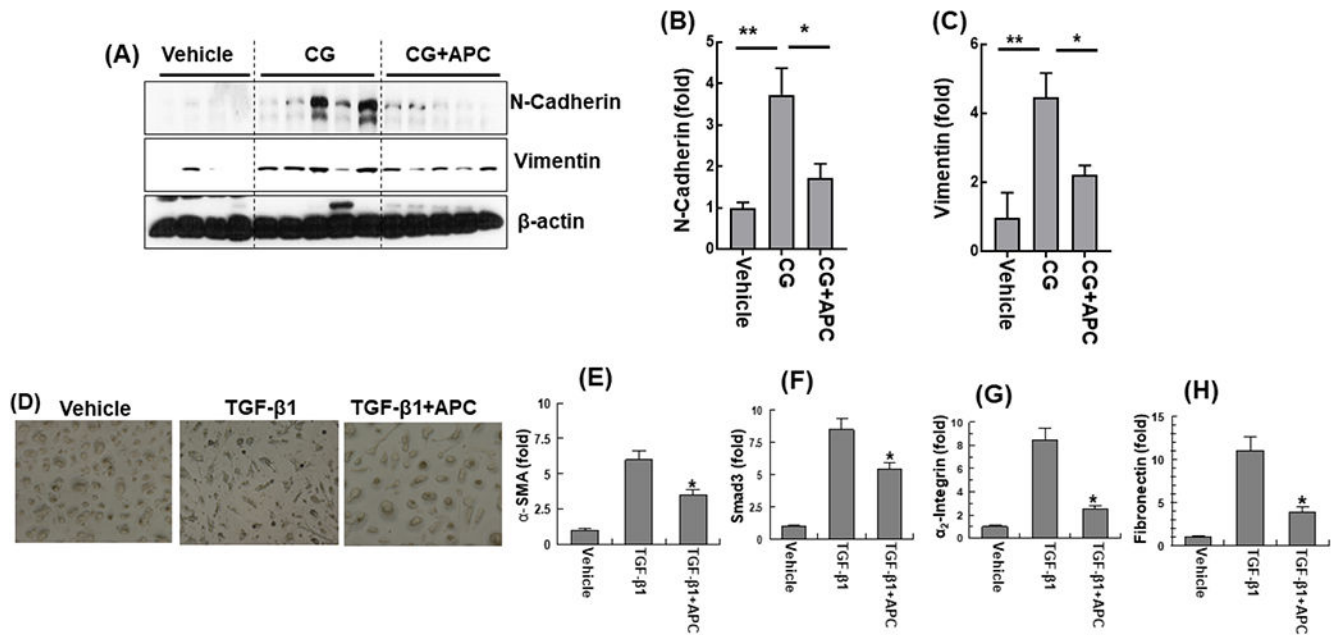 (A)
Vehicle CG CG+APC
N-Cadherin
Vimentin
β-actin
(B)
** *
N-Cadherin (fold)
5
4
3
2
1
0
Vehicle
CG
CG+APC
(C)
** *
Vimentin (fold)
6
4
2
0
Vehicle
CG
CG+APC
(D)
Vehicle TGF-β1 TGF-β1+APC
(E)
α- SMA (fold)
10
7.5
5
2.5
0
*
Vehicle
TGF-β1
TGF-β1+APC
(F)
Smad3 (fold)
10
7.5
5
2.5
0
*
Vehicle
TGF-β1
TGF-β1+APC
(G)
α₂-Integrin (fold)
10
8
6
4
2
0
*
Vehicle
TGF-β1
TGF-β1+APC
(H)
Fibronectin (fold)
15
10
5
0
*
Vehicle
TGF-β1
TGF-β1+APC